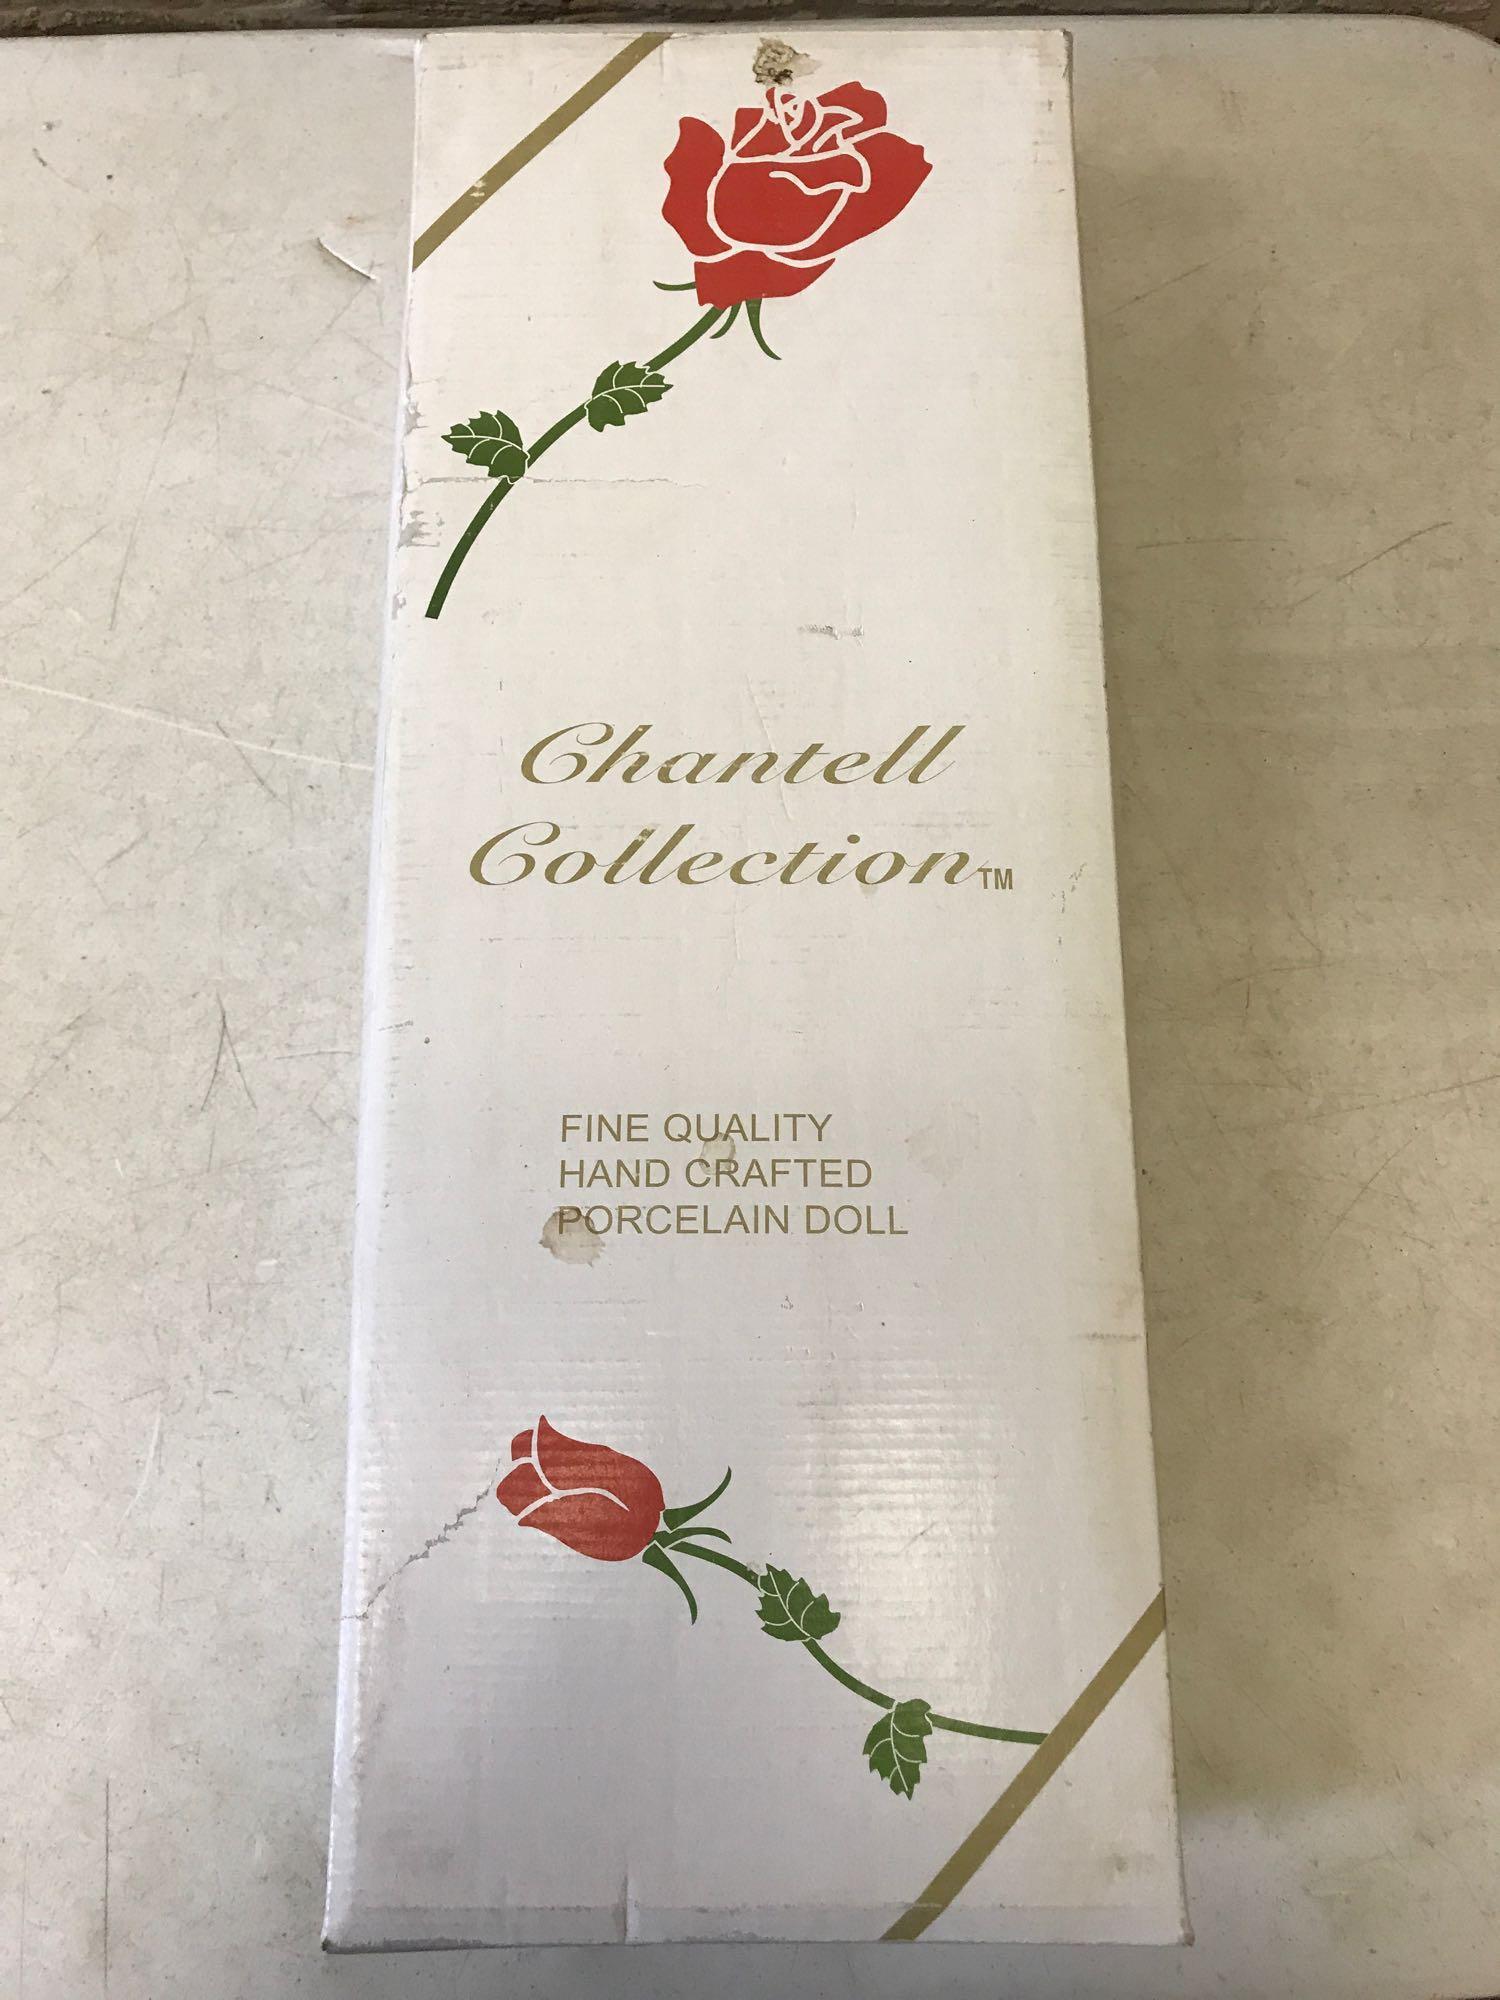 Chantell
Collection™
FINE QUALITY
HAND CRAFTED
PORCELAIN DOLL